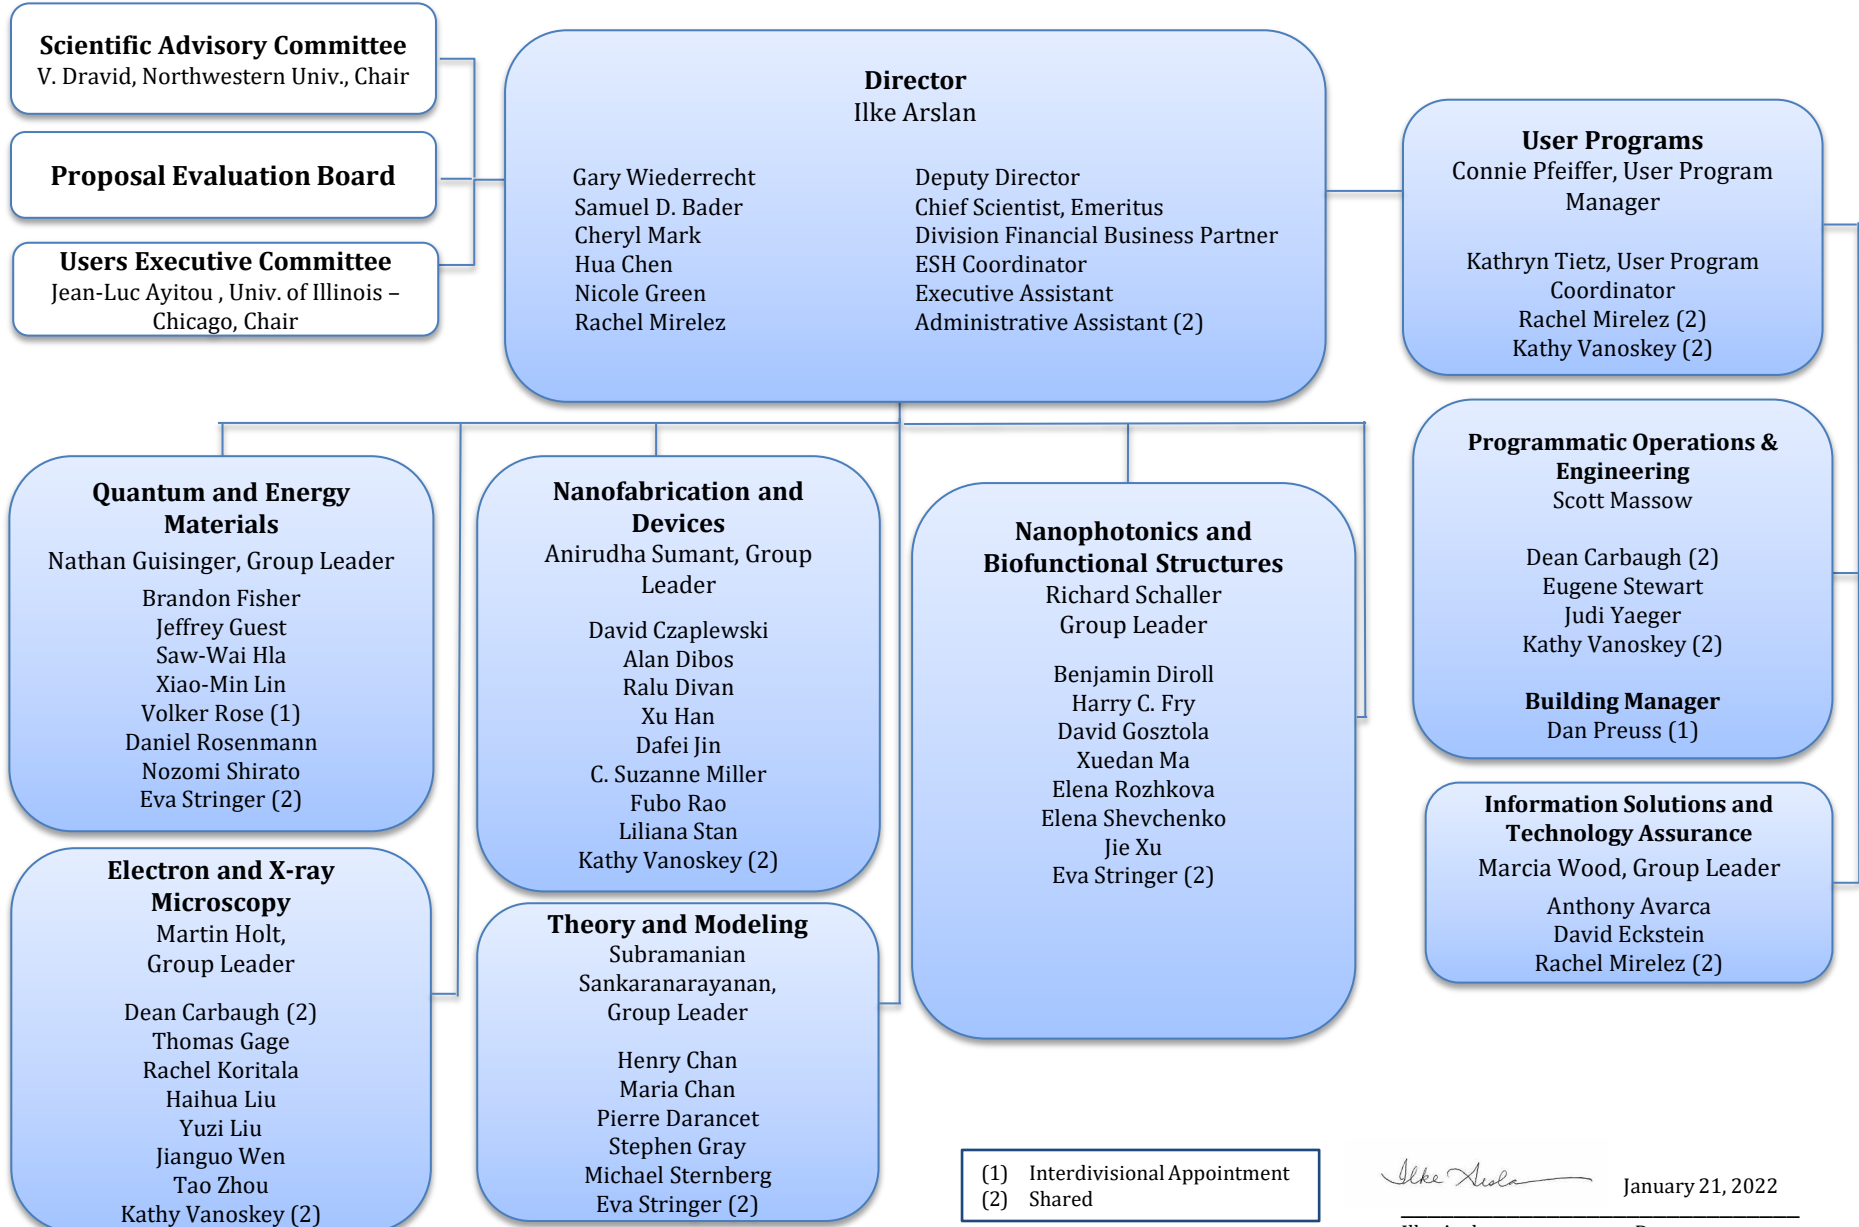 Scientific Advisory Committee
V. Dravid, Northwestern Univ., Chair
Proposal Evaluation Board
Users Executive Committee
Jean-Luc Ayitou , Univ. of Illinois –
Chicago, Chair
Director
Ilke Arslan
Gary Wiederrecht Deputy Director
Samuel D. Bader Chief Scientist, Emeritus
Cheryl Mark Division Financial Business Partner
Hua Chen ESH Coordinator
Nicole Green Executive Assistant
Rachel Mirelez Administrative Assistant (2)
User Programs
Connie Pfeiffer, User Program
Manager
Kathryn Tietz, User Program
Coordinator
Rachel Mirelez (2)
Kathy Vanoskey (2)
Quantum and Energy
Materials
Nathan Guisinger, Group Leader
Brandon Fisher
Jeffrey Guest
Saw-Wai Hla
Xiao-Min Lin
Volker Rose (1)
Daniel Rosenmann
Nozomi Shirato
Eva Stringer (2)
Electron and X-ray
Microscopy
Martin Holt,
Group Leader
Dean Carbaugh (2)
Thomas Gage
Rachel Koritala
Haihua Liu
Yuzi Liu
Jianguo Wen
Tao Zhou
Kathy Vanoskey (2)
Nanofabrication and
Devices
Anirudha Sumant, Group
Leader
David Czaplewski
Alan Dibos
Ralu Divan
Xu Han
Dafei Jin
C. Suzanne Miller
Fubo Rao
Liliana Stan
Kathy Vanoskey (2)
Theory and Modeling
Subramanian
Sankaranarayanan,
Group Leader
Henry Chan
Maria Chan
Pierre Darancet
Stephen Gray
Michael Sternberg
Eva Stringer (2)
Nanophotonics and
Biofunctional Structures
Richard Schaller
Group Leader
Benjamin Diroll
Harry C. Fry
David Gosztola
Xuedan Ma
Elena Rozhkova
Elena Shevchenko
Jie Xu
Eva Stringer (2)
Programmatic Operations &
Engineering
Scott Massow
Dean Carbaugh (2)
Eugene Stewart
Judi Yaeger
Kathy Vanoskey (2)
Building Manager
Dan Preuss (1)
Information Solutions and
Technology Assurance
Marcia Wood, Group Leader
Anthony Avarca
David Eckstein
Rachel Mirelez (2)
(1) Interdivisional Appointment
(2) Shared
Ilke Arslan January 21, 2022